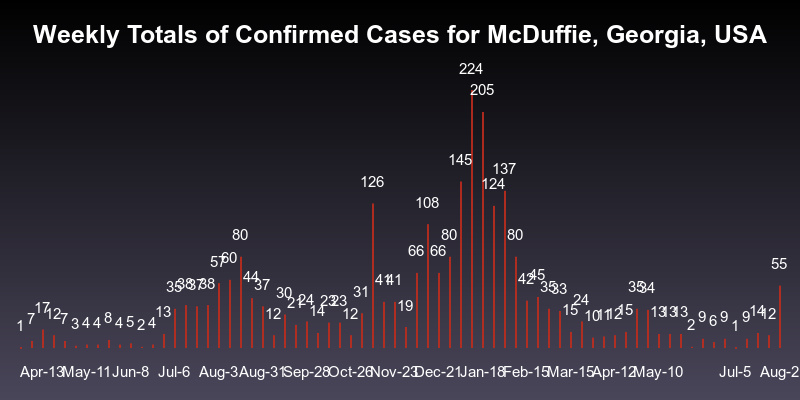 Weekly Totals of Confirmed Cases for McDuffie, Georgia, USA
1 7 17 12 7 3 4 4 8 4 5 2 4 13 35 38 37 38 57 60 80 44 37 12 30 21 24 14 23 23 12 31 126 41 41 19 66 108 66 80 145 224 205 124 137 80 42 45 35 33 15 24 10 11 12 15 35 34 13 13 13 2 9 6 9 1 9 14 12 55
Apr-13 May-11 Jun-8 Jul-6 Aug-3 Aug-31 Sep-28 Oct-26 Nov-23 Dec-21 Jan-18 Feb-15 Mar-15 Apr-12 May-10 Jul-5 Aug-2